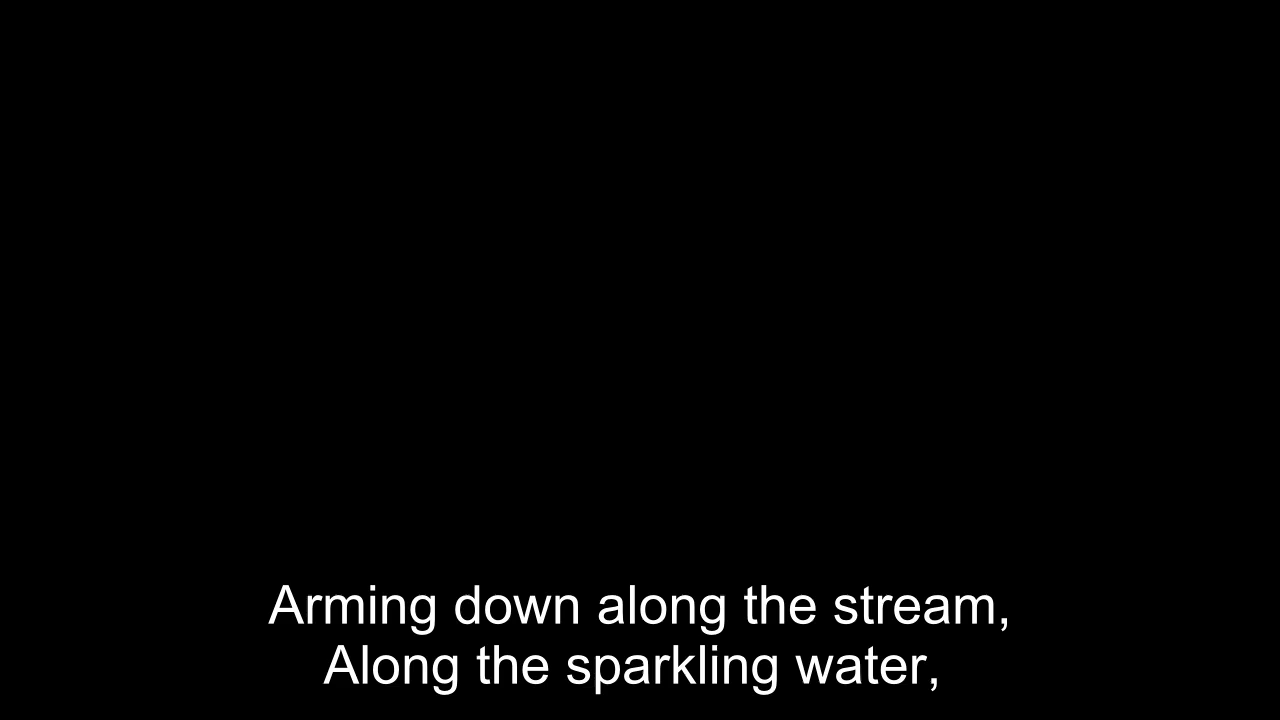 Arming down along the stream,
Along the sparkling water,